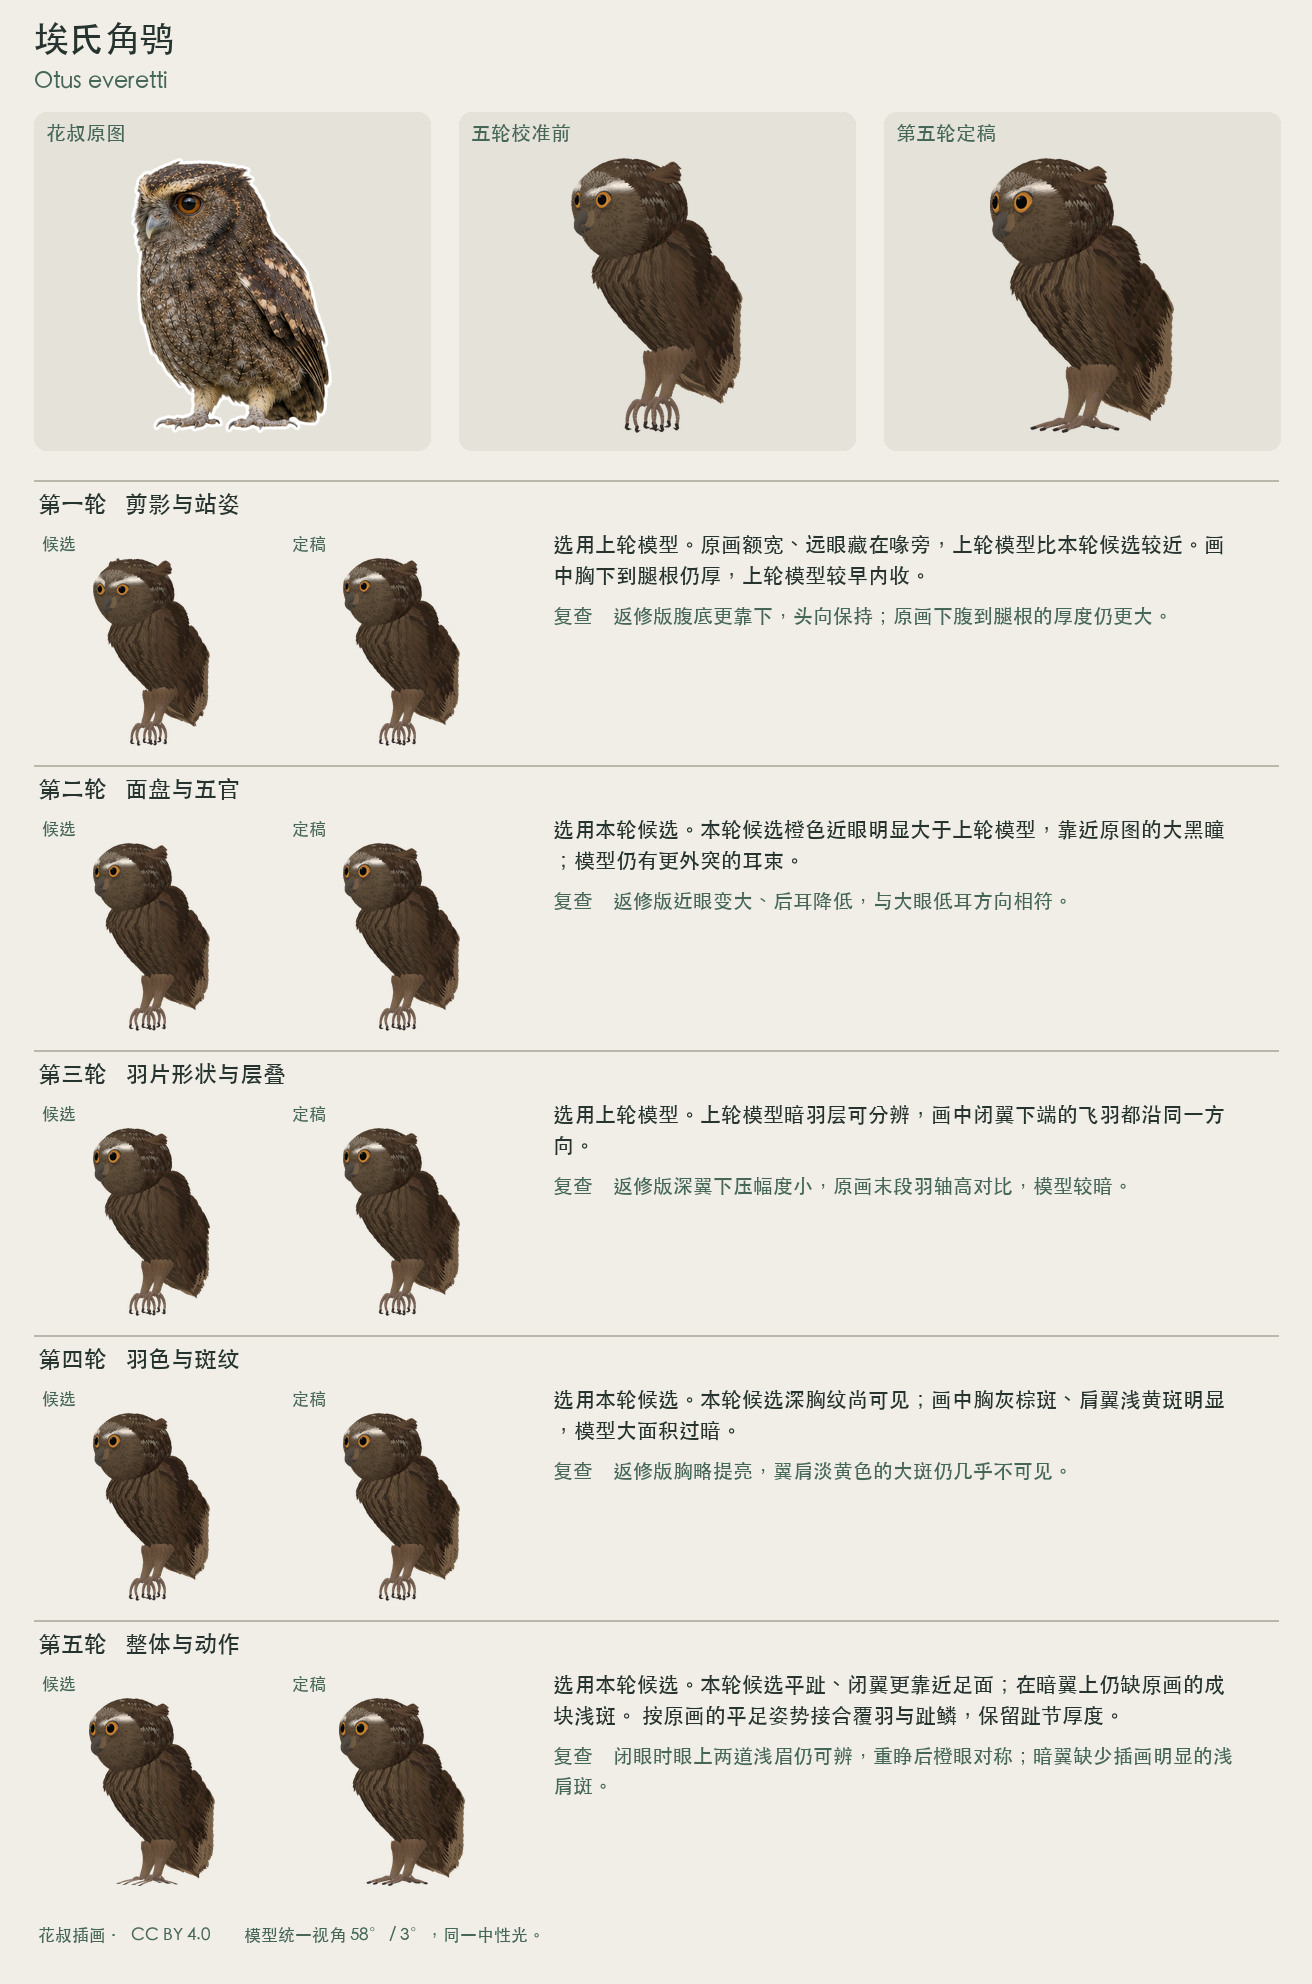 埃氏角鸮
Otus everetti
花叔原图
五轮校准前
第五轮定稿
第一轮 剪影与站姿
候选
定稿
选用上轮模型。原画额宽、远眼藏在喙旁，上轮模型比本轮候选较近。画
中胸下到腿根仍厚，上轮模型较早内收。
复查 返修版腹底更靠下，头向保持；原画下腹到腿根的厚度仍更大。
第二轮 面盘与五官
候选
定稿
选用本轮候选。本轮候选橙色近眼明显大于上轮模型，靠近原图的大黑瞳
；模型仍有更外突的耳束。
复查 返修版近眼变大、后耳降低，与大眼低耳方向相符。
第三轮 羽片形状与层叠
候选
定稿
选用上轮模型。上轮模型暗羽层可分辨，画中闭翼下端的飞羽都沿同一方
向。
复查 返修版深翼下压幅度小，原画末段羽轴高对比，模型较暗。
第四轮 羽色与斑纹
候选
定稿
选用本轮候选。本轮候选深胸纹尚可见；画中胸灰棕斑、肩翼浅黄斑明显
，模型大面积过暗。
复查 返修版胸略提亮，翼肩淡黄色的大斑仍几乎不可见。
第五轮 整体与动作
候选
定稿
选用本轮候选。本轮候选平趾、闭翼更靠近足面；在暗翼上仍缺原画的成
块浅斑。 按原画的平足姿势接合覆羽与趾鳞，保留趾节厚度。
复查 闭眼时眼上两道浅眉仍可辨，重睁后橙眼对称；暗翼缺少插画明显的浅
肩斑。
花叔插画 · CC BY 4.0 模型统一视角 58° / 3° ，同一中性光。